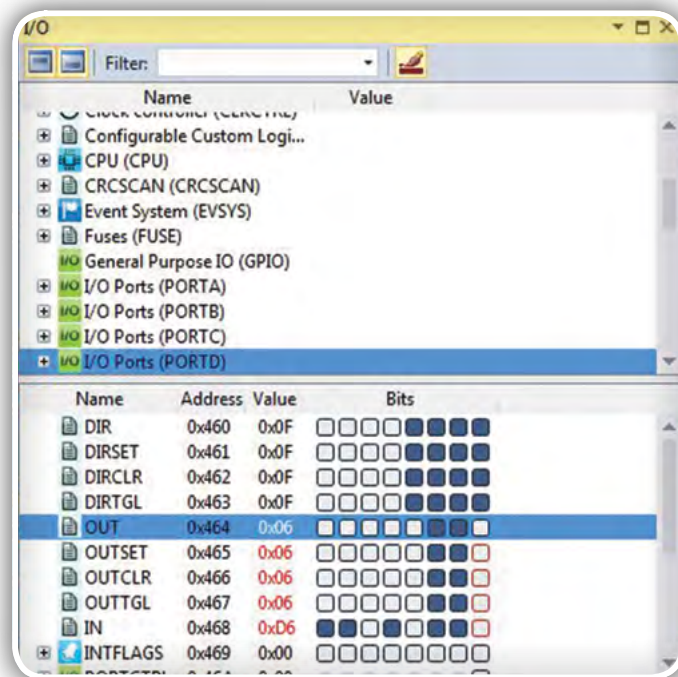 I/O
Filter:
Name Value
Clock controller (CLKCTRL)
Configurable Custom Logi...
CPU (CPU)
CRCSCAN (CRCSCAN)
Event System (EVSYS)
Fuses (FUSE)
I/O General Purpose IO (GPIO)
I/O I/O Ports (PORTA)
I/O I/O Ports (PORTB)
I/O I/O Ports (PORTC)
I/O I/O Ports (PORTD)
Name Address Value Bits
DIR 0x460 0x0F
DIRSET 0x461 0x0F
DIRCLR 0x462 0x0F
DIRTGL 0x463 0x0F
OUT 0x464 0x06
OUTSET 0x465 0x06
OUTCLR 0x466 0x06
OUTTGL 0x467 0x06
IN 0x468 0xD6
INTFLAGS 0x469 0x00